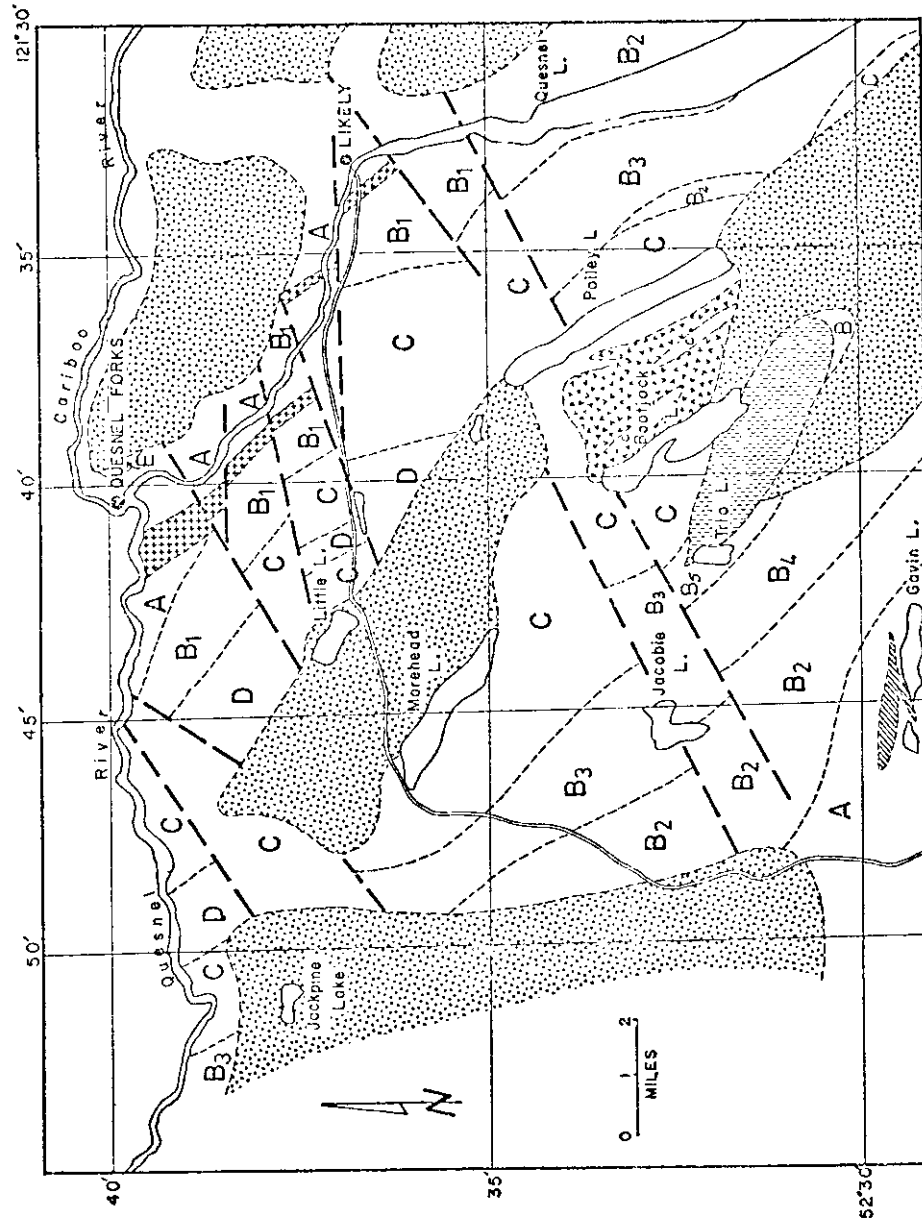 121°30'
35'
40'
45'
50'
40'
35'
52°30'
Cariboo
River
QUESNEL FORKS
E
LIKELY
Quesnel
River
A
A
A
A
B1
B1
B1
B1
B1
B1
C
C
C
D
D
D
C
C
D
C
B3
Little L.
Morehead
L.
Jackpine
Lake
Quesnel
L.
B2
B3
B2
C
C
C
Polley L.
Bootjack
L.
C
C
C
B
Trio L.
B5
B4
B3
Jacobie
L.
B3
B2
B2
B2
A
Gavin L.
C
N
0 1 2
MILES